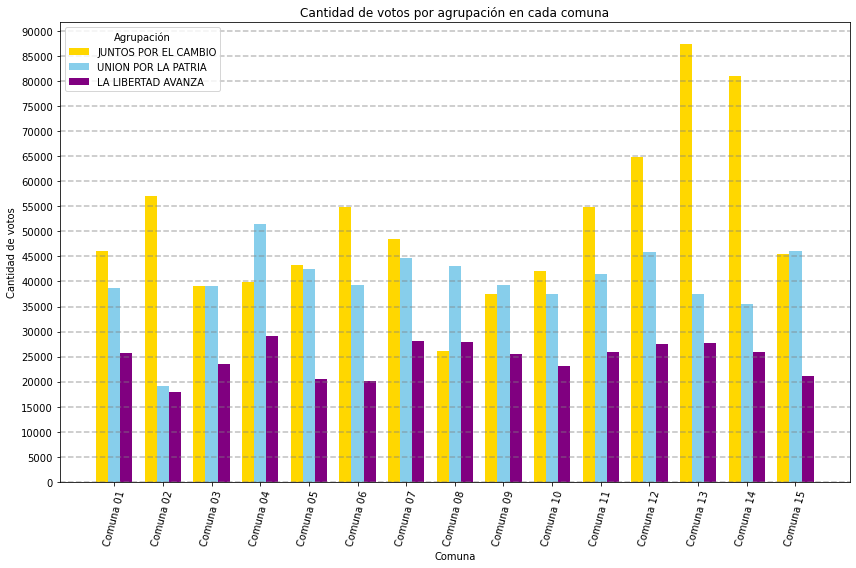 Cantidad de votos por agrupación en cada comuna
Agrupación
JUNTOS POR EL CAMBIO
UNION POR LA PATRIA
LA LIBERTAD AVANZA
Cantidad de votos
90000
85000
80000
75000
70000
65000
60000
55000
50000
45000
40000
35000
30000
25000
20000
15000
10000
5000
0
Comuna 01
Comuna 02
Comuna 03
Comuna 04
Comuna 05
Comuna 06
Comuna 07
Comuna 08
Comuna 09
Comuna 10
Comuna 11
Comuna 12
Comuna 13
Comuna 14
Comuna 15
Comuna